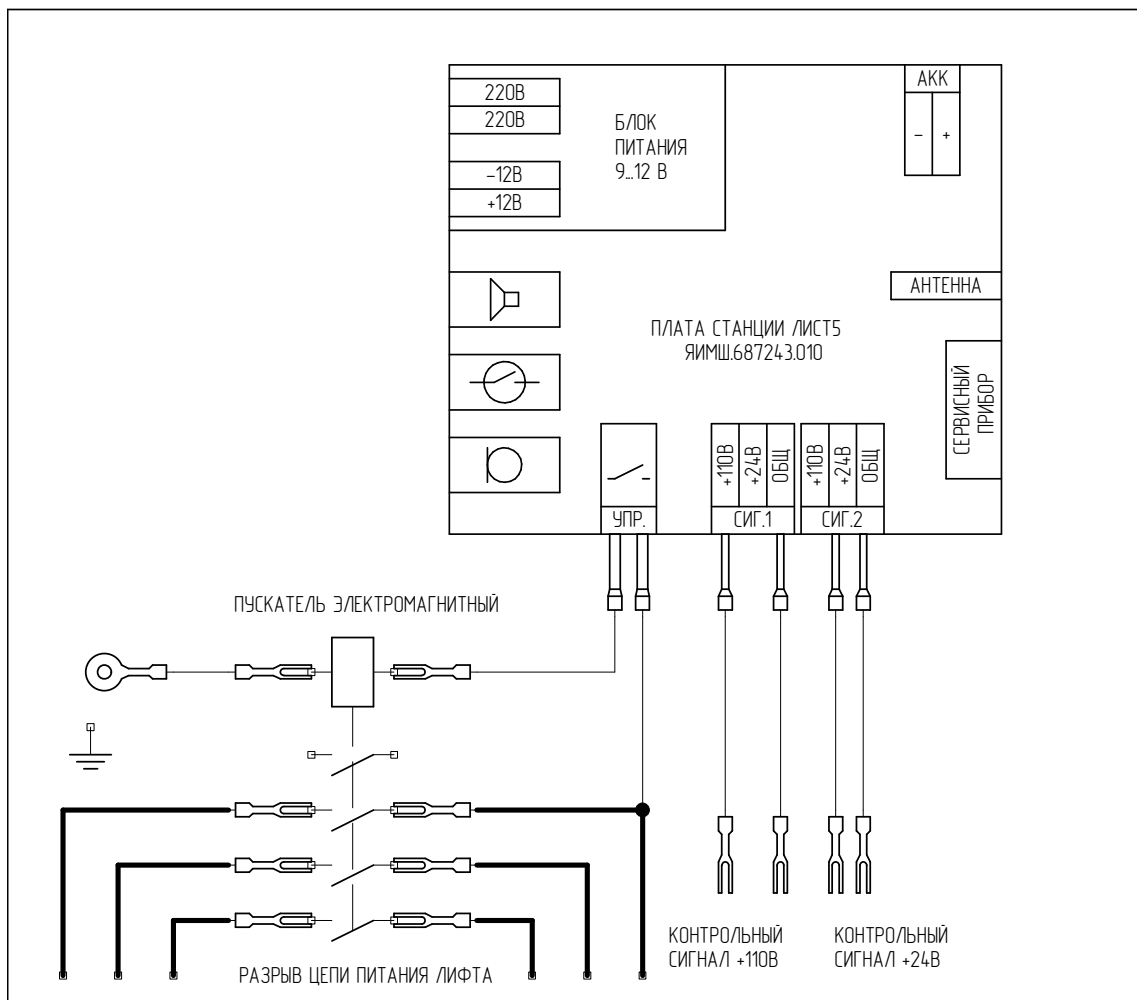 220В
220В
-12В
+12В
БЛОК
ПИТАНИЯ
9...12 В
АКК
- +
АНТЕННА
ПЛАТА СТАНЦИИ ЛИСТ5
ЯИМШ.687243.010
СЕРВИСНЫЙ
ПРИБОР
+110В
+24В
ОБЩ
+110В
+24В
ОБЩ
УПР.
СИГ.1
СИГ.2
ПУСКАТЕЛЬ ЭЛЕКТРОМАГНИТНЫЙ
КОНТРОЛЬНЫЙ
СИГНАЛ +110В
КОНТРОЛЬНЫЙ
СИГНАЛ +24В
РАЗРЫВ ЦЕПИ ПИТАНИЯ ЛИФТА